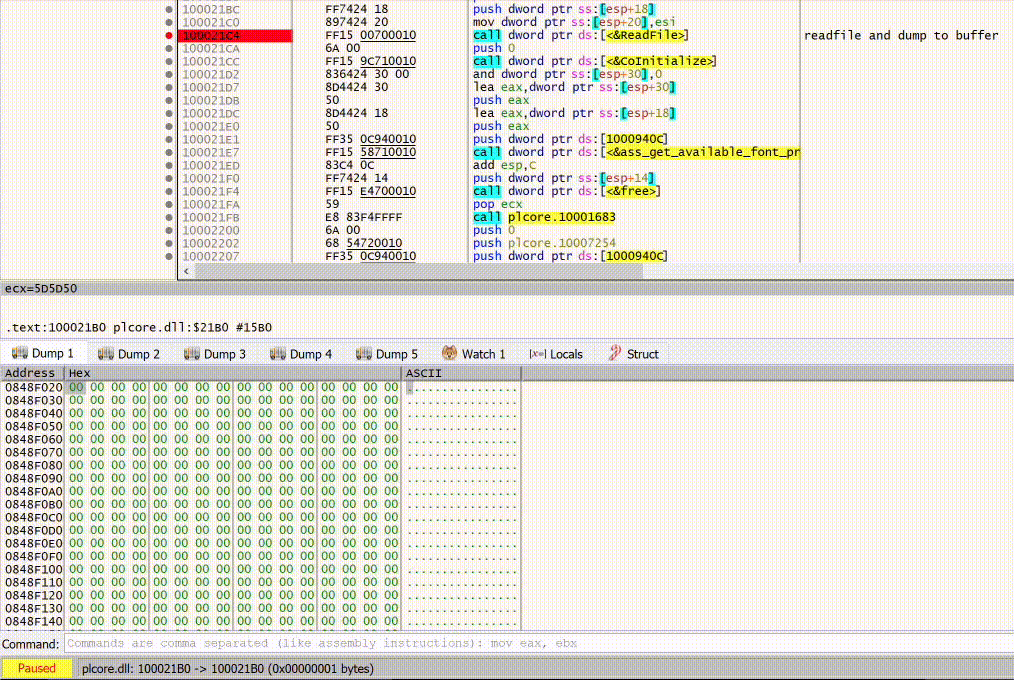 100021BC FF7424 18 push dword ptr ss:[esp+18]
100021C0 897424 20 mov dword ptr ss:[esp+20],esi
100021C4 FF15 00700010 call dword ptr ds:[<&ReadFile>] readfile and dump to buffer
100021CA 6A 00 push 0
100021CC FF15 9C710010 call dword ptr ds:[<&CoInitialize>]
100021D2 836424 30 00 and dword ptr ss:[esp+30],0
100021D7 8D4424 30 lea eax,dword ptr ss:[esp+30]
100021DB 50 push eax
100021DC 8D4424 18 lea eax,dword ptr ss:[esp+18]
100021E0 50 push eax
100021E1 FF35 0C940010 push dword ptr ds:[1000940C]
100021E7 FF15 58710010 call dword ptr ds:[<&ass_get_available_font_pr
100021ED 83C4 0C add esp,C
100021F0 FF7424 14 push dword ptr ss:[esp+14]
100021F4 FF15 E4700010 call dword ptr ds:[<&free>]
100021FA 59 pop ecx
100021FB E8 83F4FFFF call plcore.10001683
10002200 6A 00 push 0
10002202 68 54720010 push plcore.10007254
10002207 FF35 0C940010 push dword ptr ds:[1000940C]
ecx=5D5D50
.text:100021B0 plcore.dll:$21B0 #15B0
Dump 1 Dump 2 Dump 3 Dump 4 Dump 5 Watch 1 [x=] Locals Struct
Address Hex ASCII
0848F020 00 00 00 00 00 00 00 00 00 00 00 00 00 00 00 00 ................
0848F030 00 00 00 00 00 00 00 00 00 00 00 00 00 00 00 00 ................
0848F040 00 00 00 00 00 00 00 00 00 00 00 00 00 00 00 00 ................
0848F050 00 00 00 00 00 00 00 00 00 00 00 00 00 00 00 00 ................
0848F060 00 00 00 00 00 00 00 00 00 00 00 00 00 00 00 00 ................
0848F070 00 00 00 00 00 00 00 00 00 00 00 00 00 00 00 00 ................
0848F080 00 00 00 00 00 00 00 00 00 00 00 00 00 00 00 00 ................
0848F090 00 00 00 00 00 00 00 00 00 00 00 00 00 00 00 00 ................
0848F0A0 00 00 00 00 00 00 00 00 00 00 00 00 00 00 00 00 ................
0848F0B0 00 00 00 00 00 00 00 00 00 00 00 00 00 00 00 00 ................
0848F0C0 00 00 00 00 00 00 00 00 00 00 00 00 00 00 00 00 ................
0848F0D0 00 00 00 00 00 00 00 00 00 00 00 00 00 00 00 00 ................
0848F0E0 00 00 00 00 00 00 00 00 00 00 00 00 00 00 00 00 ................
0848F0F0 00 00 00 00 00 00 00 00 00 00 00 00 00 00 00 00 ................
0848F100 00 00 00 00 00 00 00 00 00 00 00 00 00 00 00 00 ................
0848F110 00 00 00 00 00 00 00 00 00 00 00 00 00 00 00 00 ................
0848F120 00 00 00 00 00 00 00 00 00 00 00 00 00 00 00 00 ................
0848F130 00 00 00 00 00 00 00 00 00 00 00 00 00 00 00 00 ................
0848F140 00 00 00 00 00 00 00 00 00 00 00 00 00 00 00 00 ................
Command: Commands are comma separated (like assembly instructions): mov eax, ebx
Paused plcore.dll: 100021B0 -> 100021B0 (0x00000001 bytes)